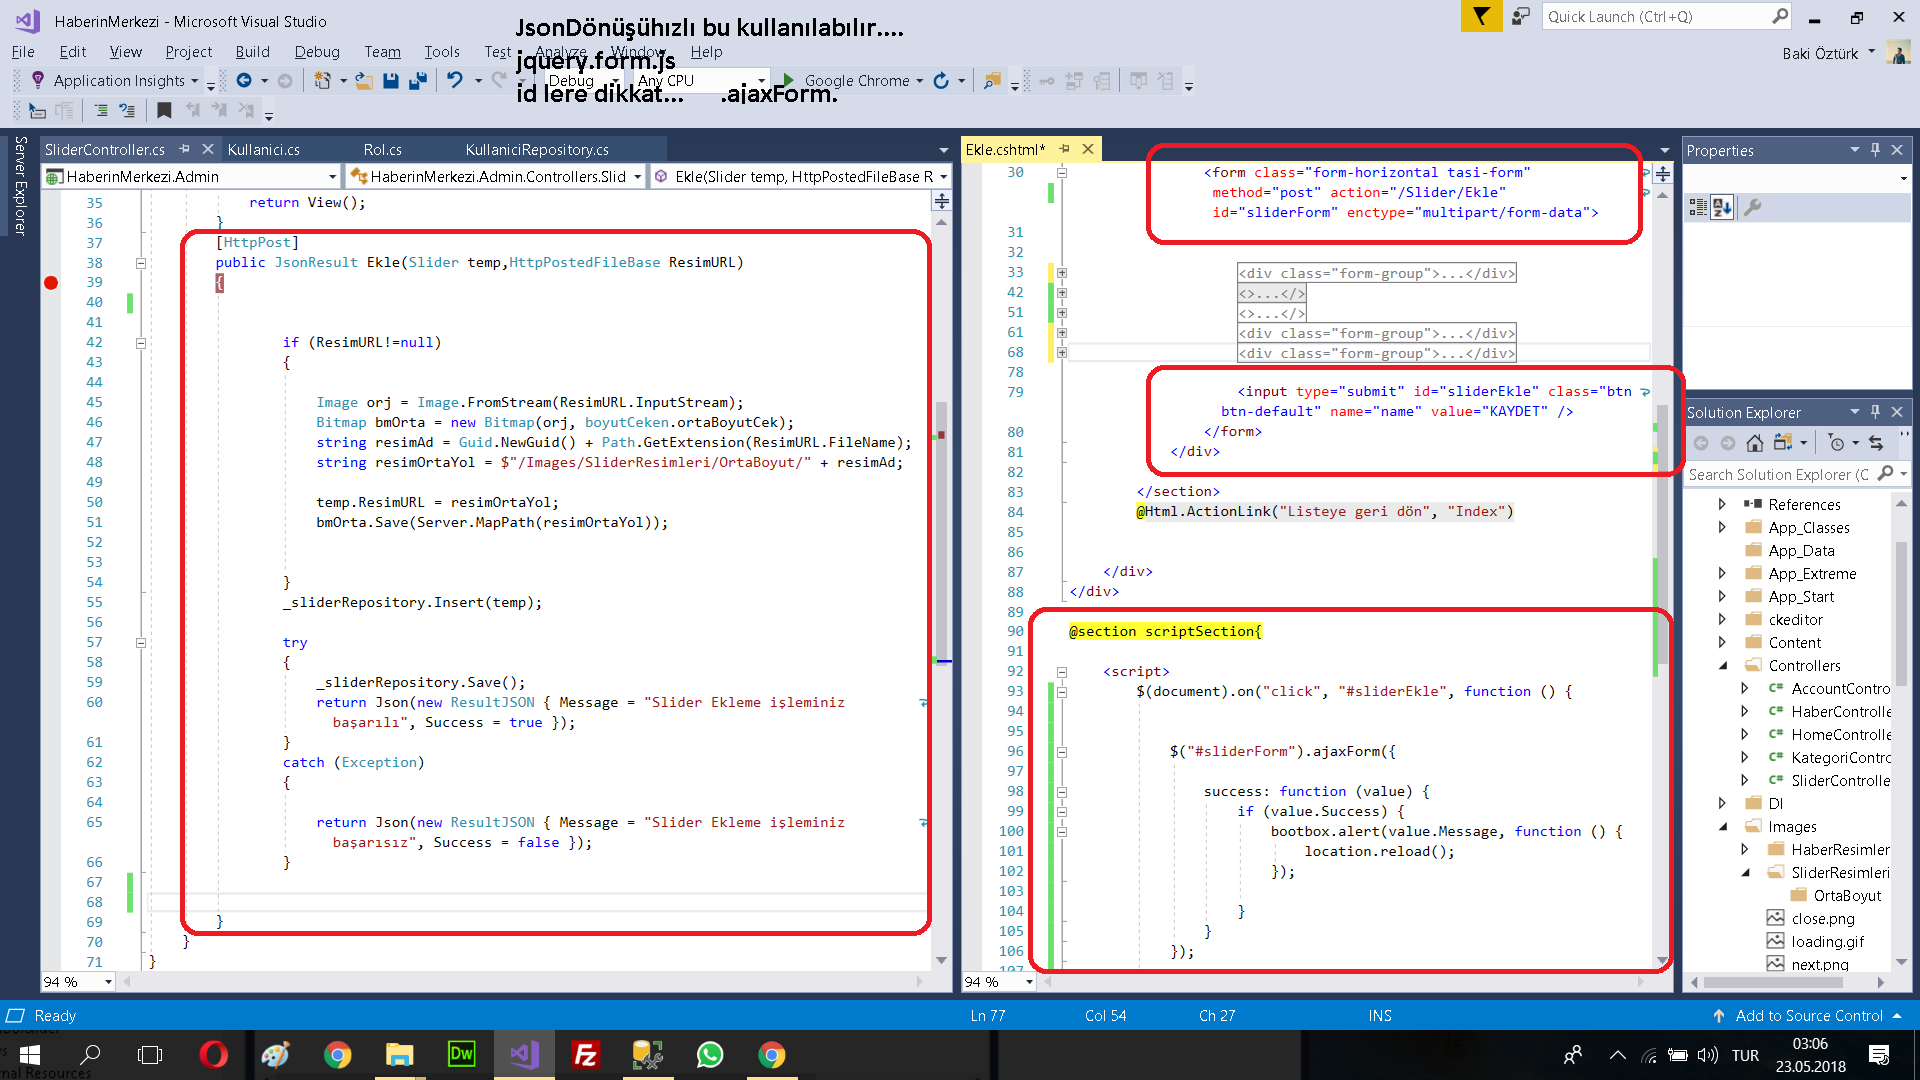 HaberinMerkezi - Microsoft Visual Studio
JsonDönüşühızlı bu kullanılabılır....
Quick Launch (Ctrl+Q)
File Edit View Project Build Debug Team Tools Test Analyze Window Help
jquery.form.js
Baki Öztürk
Application Insights
Debug Any CPU Google Chrome
id lere dikkat... .ajaxForm.
Server Explorer
SliderController.cs Kullanici.cs Rol.cs KullaniciRepository.cs
HaberinMerkezi.Admin HaberinMerkezi.Admin.Controllers.Slid Ekle(Slider temp, HttpPostedFileBase R
35 return View();
36 }
37 [HttpPost]
38 public JsonResult Ekle(Slider temp,HttpPostedFileBase ResimURL)
39 {
40
41
42 if (ResimURL!=null)
43 {
44
45 Image orj = Image.FromStream(ResimURL.InputStream);
46 Bitmap bmOrta = new Bitmap(orj, boyutCeken.ortaBoyutCek);
47 string resimAd = Guid.NewGuid() + Path.GetExtension(ResimURL.FileName);
48 string resimOrtaYol = $"/Images/SliderResimleri/OrtaBoyut/" + resimAd;
49
50 temp.ResimURL = resimOrtaYol;
51 bmOrta.Save(Server.MapPath(resimOrtaYol));
52
53
54 }
55 _sliderRepository.Insert(temp);
56
57 try
58 {
59 _sliderRepository.Save();
60 return Json(new ResultJSON { Message = "Slider Ekleme işleminiz
başarılı", Success = true });
61 }
62 catch (Exception)
63 {
64
65 return Json(new ResultJSON { Message = "Slider Ekleme işleminiz
başarısız", Success = false });
66 }
67
68
69 }
70 }
71 }
94 %
Ekle.cshtml*
30 <form class="form-horizontal tasi-form"
method="post" action="/Slider/Ekle"
id="sliderForm" enctype="multipart/form-data">
31
32
33 <div class="form-group">...</div>
42 <>...</>
51 <>...</>
61 <div class="form-group">...</div>
68 <div class="form-group">...</div>
78
79 <input type="submit" id="sliderEkle" class="btn
btn-default" name="name" value="KAYDET" />
80 </form>
81 </div>
82
83 </section>
84 @Html.ActionLink("Listeye geri dön", "Index")
85
86
87 </div>
88 </div>
89
90 @section scriptSection{
91
92 <script>
93 $(document).on("click", "#sliderEkle", function () {
94
95
96 $("#sliderForm").ajaxForm({
97
98 success: function (value) {
99 if (value.Success) {
100 bootbox.alert(value.Message, function () {
101 location.reload();
102 });
103
104 }
105 }
106 });
107
94 %
Properties
Solution Explorer
Search Solution Explorer (C
References
App_Classes
App_Data
App_Extreme
App_Start
ckeditor
Content
Controllers
C# AccountContro
C# HaberControlle
C# HomeControlle
C# KategoriContro
C# SliderControlle
DI
Images
HaberResimler
SliderResimleri
OrtaBoyut
close.png
loading.gif
next.png
Ready Ln 77 Col 54 Ch 27 INS Add to Source Control
nal Resources
Dw
Fz
TUR
03:06
23.05.2018